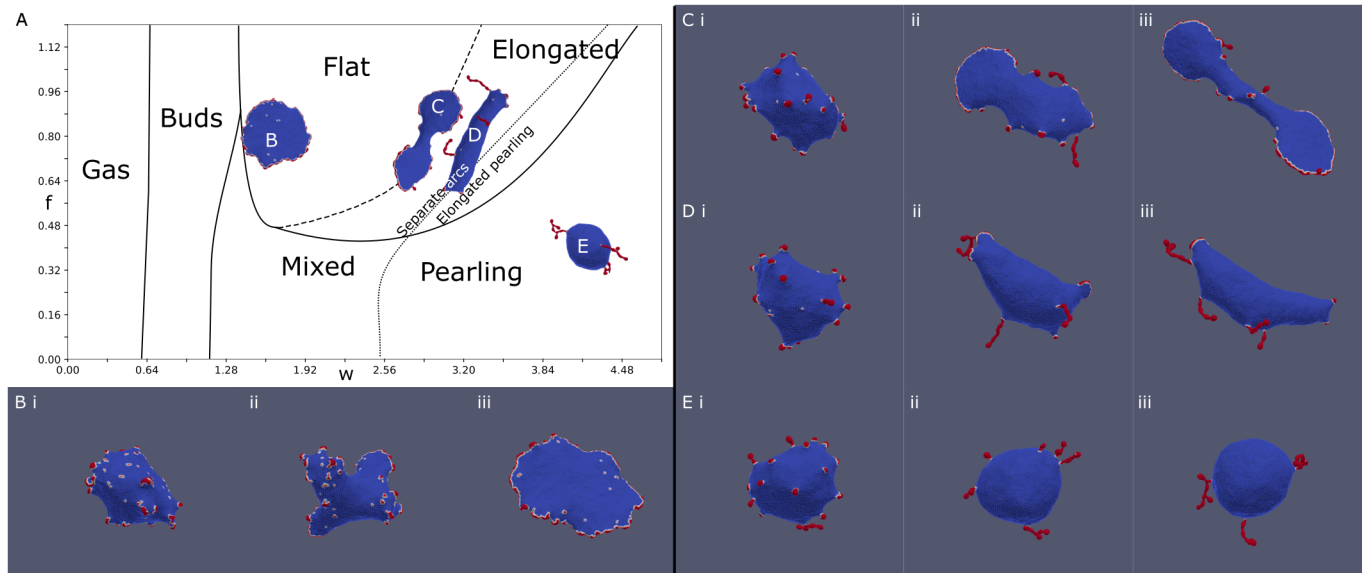 A
1.12
0.96
0.80
0.64
f
0.48
0.32
0.16
0.00
0.00 0.64 1.28 1.92 2.56 3.20 3.84 4.48
w
Gas
Buds
Flat
Elongated
Mixed
Pearling
Separate arcs
Elongated pearling
B
C
D
E
B i ii iii
C i ii iii
D i ii iii
E i ii iii